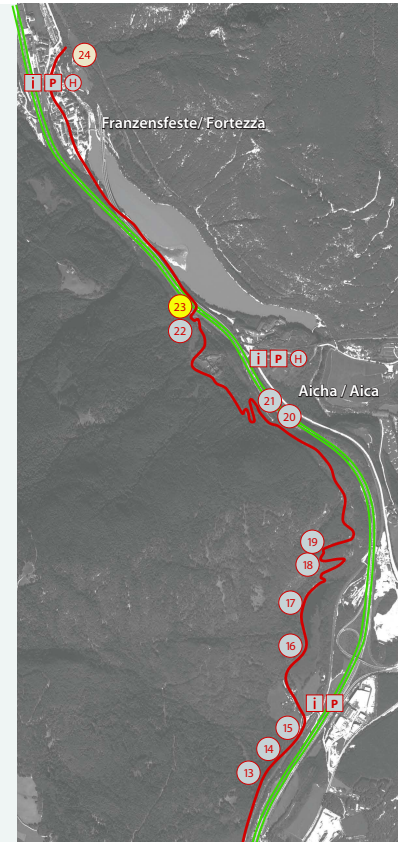 24
i P H
Franzensfeste/ Fortezza
23
22
i P H
Aicha / Aica
21
20
19
18
17
16
i P
15
14
13